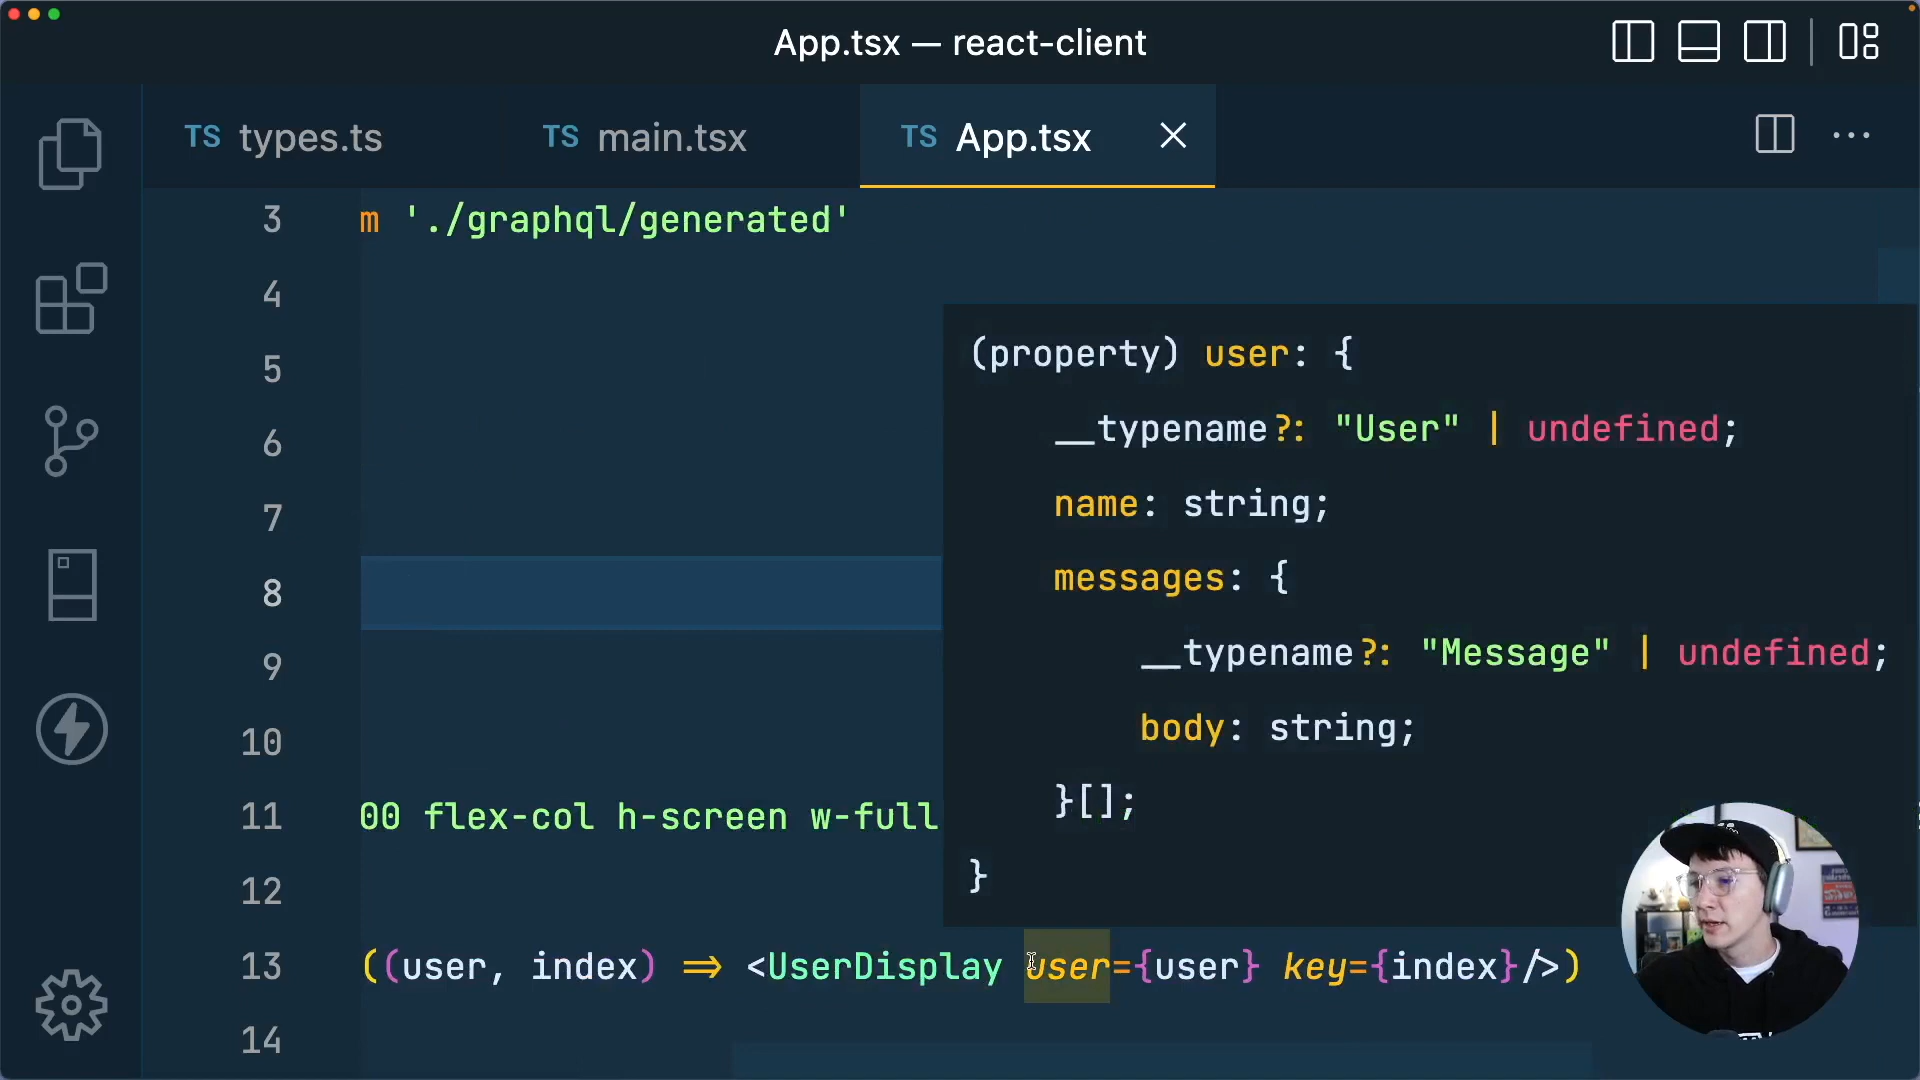 App.tsx — react-client
TS types.ts
TS main.tsx
TS App.tsx
3 m './graphql/generated'
4
(property) user: {
5
__typename?: "User" | undefined;
6
name: string;
7
messages: {
8
__typename?: "Message" | undefined;
9
body: string;
10
}[];
11 00 flex-col h-screen w-full
}
12
13 ((user, index) => <UserDisplay user={user} key={index}/>)
14